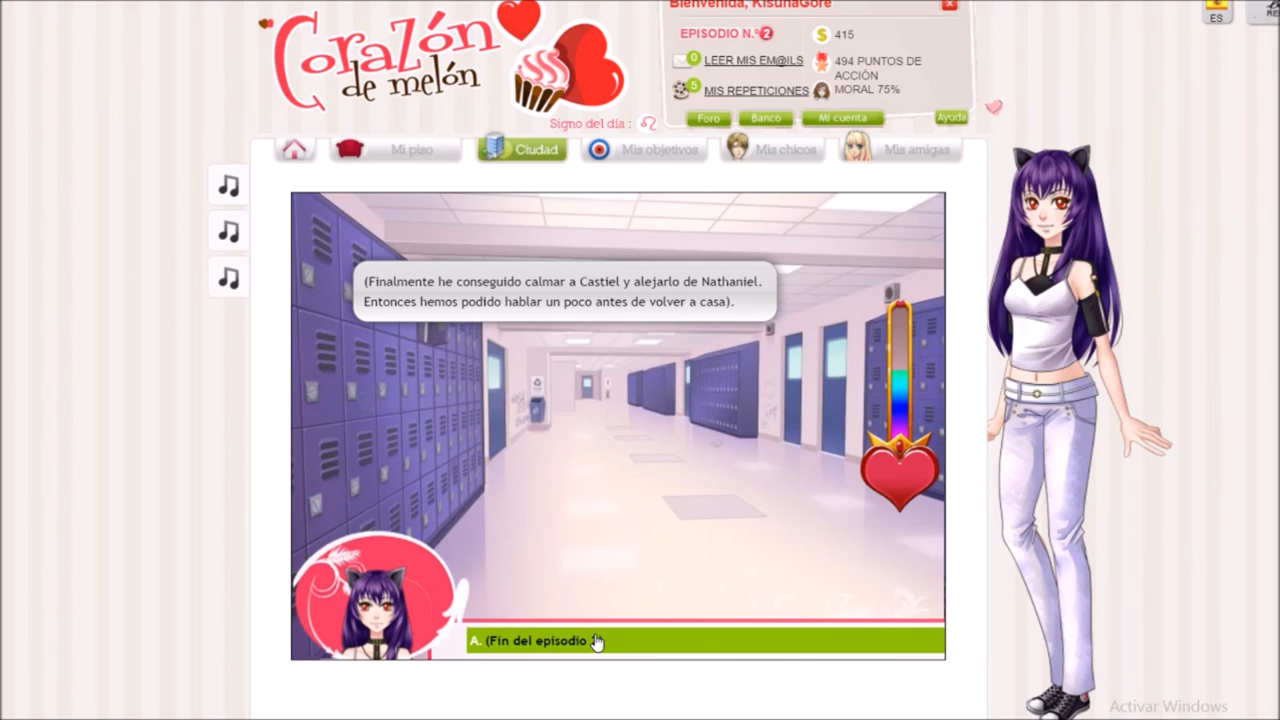 Corazón
de melón
Bienvenida, KisunaGore
EPISODIO N.º2
415
ES
0 LEER MIS EM@ILS
494 PUNTOS DE
ACCIÓN
5 MIS REPETICIONES
MORAL 75%
Foro
Banco
Mi cuenta
Ayuda
Signo del día :
Mi piso
Ciudad
Mis objetivos
Mis chicos
Mis amigas
(Finalmente he conseguido calmar a Castiel y alejarlo de Nathaniel.
Entonces hemos podido hablar un poco antes de volver a casa).
A. (Fin del episodio
Activar Windows